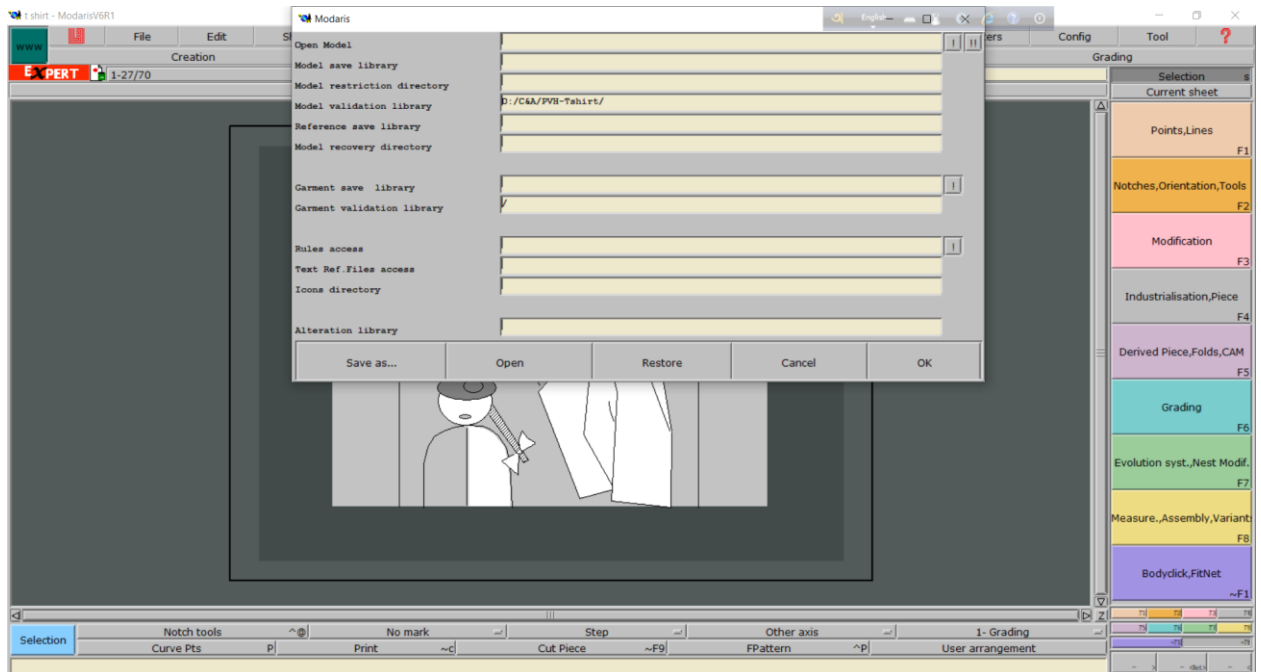 t shirt - ModarisV6R1
Modaris
English
www
File
Edit
Config
Tool
?
Creation
Grading
EXPERT
1-27/70
Selection
s
Current sheet
Open Model
!
!!
Model save library
Model restriction directory
Model validation library
D:/C&A/PVH-Tshirt/
Reference save library
Model recovery directory
Garment save library
!
Garment validation library
/
Rules access
!
Text Ref.Files access
Icons directory
Alteration library
Save as...
Open
Restore
Cancel
OK
Points,Lines
F1
Notches,Orientation,Tools
F2
Modification
F3
Industrialisation,Piece
F4
Derived Piece,Folds,CAM
F5
Grading
F6
Evolution syst.,Nest Modif.
F7
Measure.,Assembly,Variant
F8
Bodyclick,FitNet
~F1
Z
Selection
Notch tools
^@
No mark
Step
Other axis
1- Grading
Curve Pts
P
Print
~c
Cut Piece
~F9
FPattern
^P
User arrangement